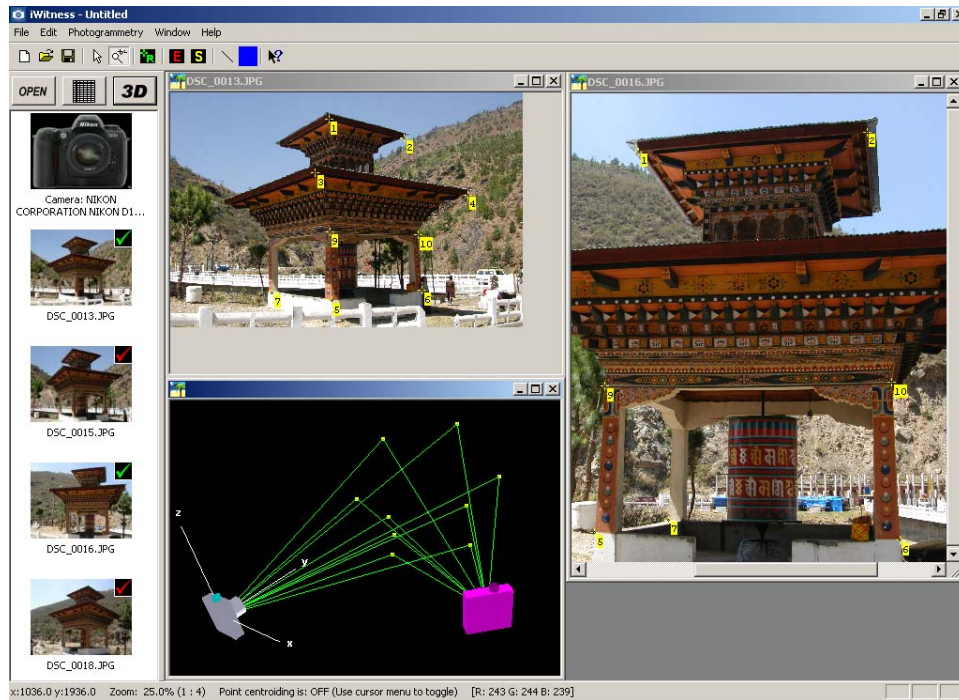 iWitness - Untitled
File Edit Photogrammetry Window Help
R E S
OPEN 3D
Nikon
Camera: NIKON
CORPORATION NIKON D1...
DSC_0013.JPG
DSC_0015.JPG
DSC_0016.JPG
DSC_0018.JPG
DSC_0013.JPG
1
2
3
4
9
10
7
5
6
z
y
x
DSC_0016.JPG
1
2
9
10
7
5
6
x:1036.0 y:1936.0 Zoom: 25.0% (1 : 4) Point centroiding is: OFF (Use cursor menu to toggle) [R: 243 G: 244 B: 239]